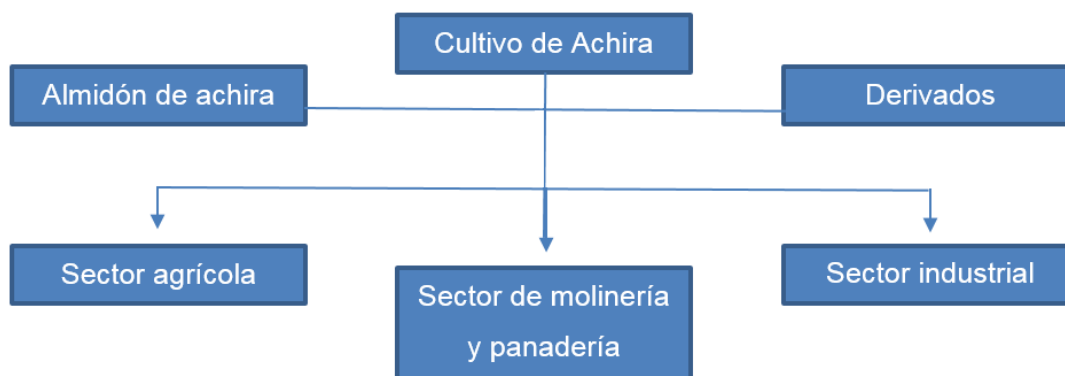 Cultivo de Achira
Almidón de achira
Derivados
Sector agrícola
Sector de molinería
y panadería
Sector industrial